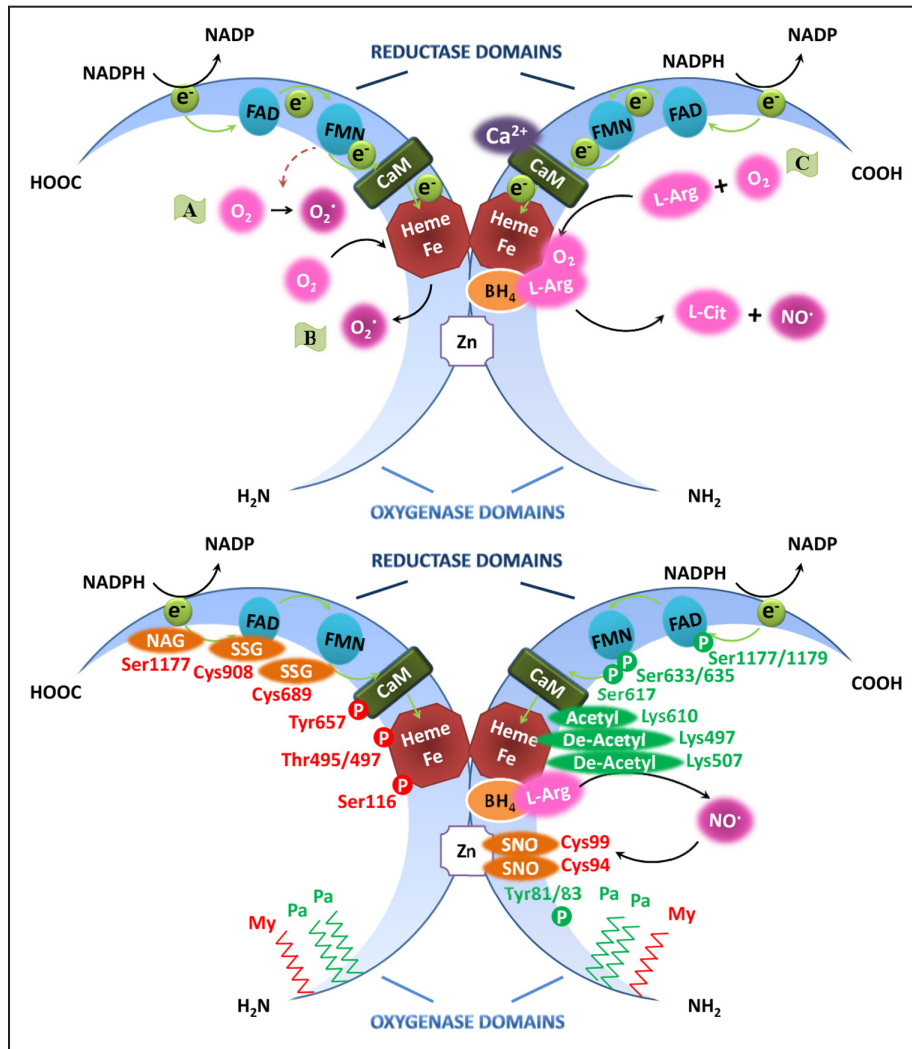 NADP
NADPH
REDUCTASE DOMAINS
NADP
NADPH
e-
FAD
e-
FMN
e-
CaM
e-
Heme
Fe
HOOC
A
O2
O2•
O2
B
O2•
Ca2+
CaM
e-
FMN
e-
e-
FAD
e-
COOH
C
L-Arg
+
O2
Heme
Fe
O2
BH4
L-Arg
L-Cit
+
NO•
Zn
H2N
NH2
OXYGENASE DOMAINS
NADP
NADPH
REDUCTASE DOMAINS
NADP
NADPH
e-
FAD
FMN
NAG
SSG
SSG
Ser1177
Cys908
Cys689
HOOC
CaM
P
Tyr657
P
Thr495/497
Heme
Fe
P
Ser116
e-
FAD
FMN
P
Ser1177/1179
P
Ser633/635
P
Ser617
COOH
CaM
Acetyl
Lys610
De-Acetyl
Lys497
De-Acetyl
Lys507
Heme
Fe
BH4
L-Arg
NO•
Zn
SNO
Cys99
SNO
Cys94
Tyr81/83
P
My
Pa
Pa
Pa
Pa
My
H2N
NH2
OXYGENASE DOMAINS